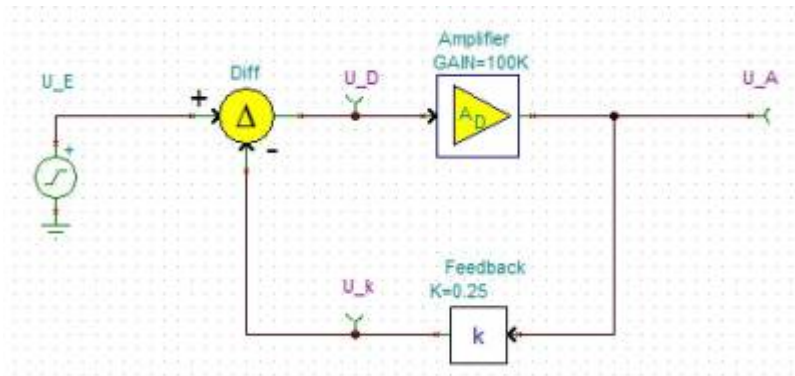 Amplifier
GAIN=100K
U_E
Diff
U_D
U_A
+
+
Δ
A_D
-
Feedback
K=0.25
U_k
k